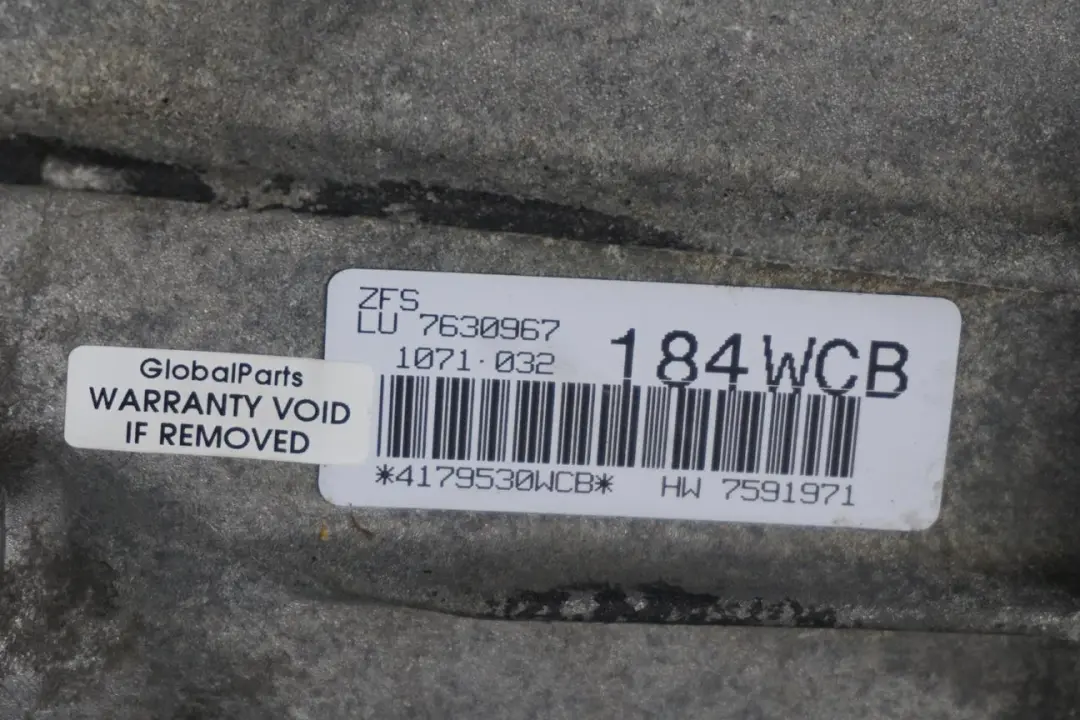 ZFS
LU 7630967
1071·032
184WCB
*4179530WCB* HW 7591971
GlobalParts
WARRANTY VOID
IF REMOVED